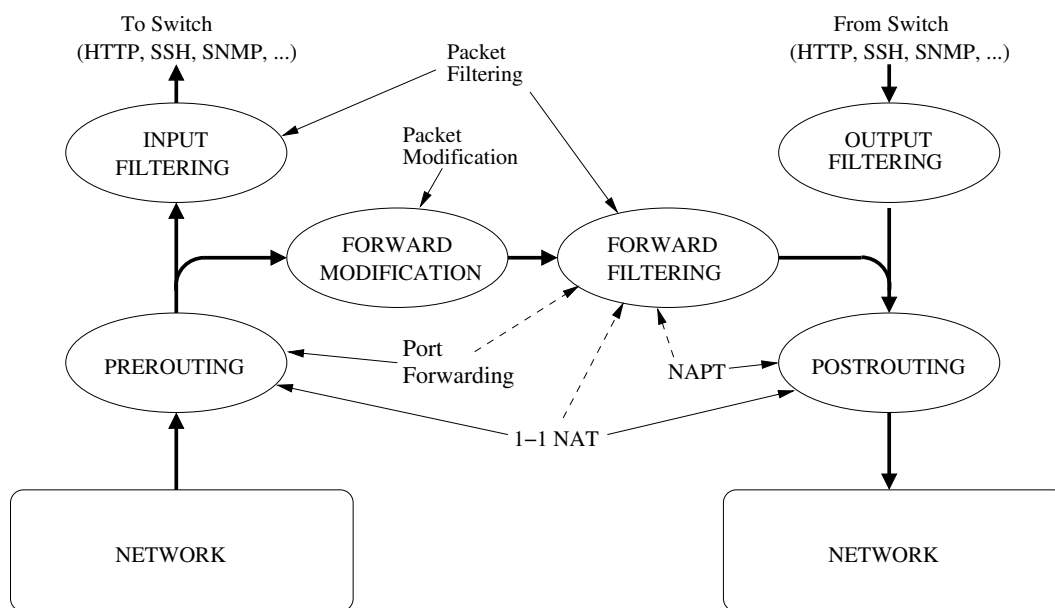 To Switch
(HTTP, SSH, SNMP, ...)
From Switch
(HTTP, SSH, SNMP, ...)
Packet
Filtering
INPUT
FILTERING
Packet
Modification
OUTPUT
FILTERING
FORWARD
MODIFICATION
FORWARD
FILTERING
PREROUTING
Port
Forwarding
NAPT
POSTROUTING
1−1 NAT
NETWORK
NETWORK